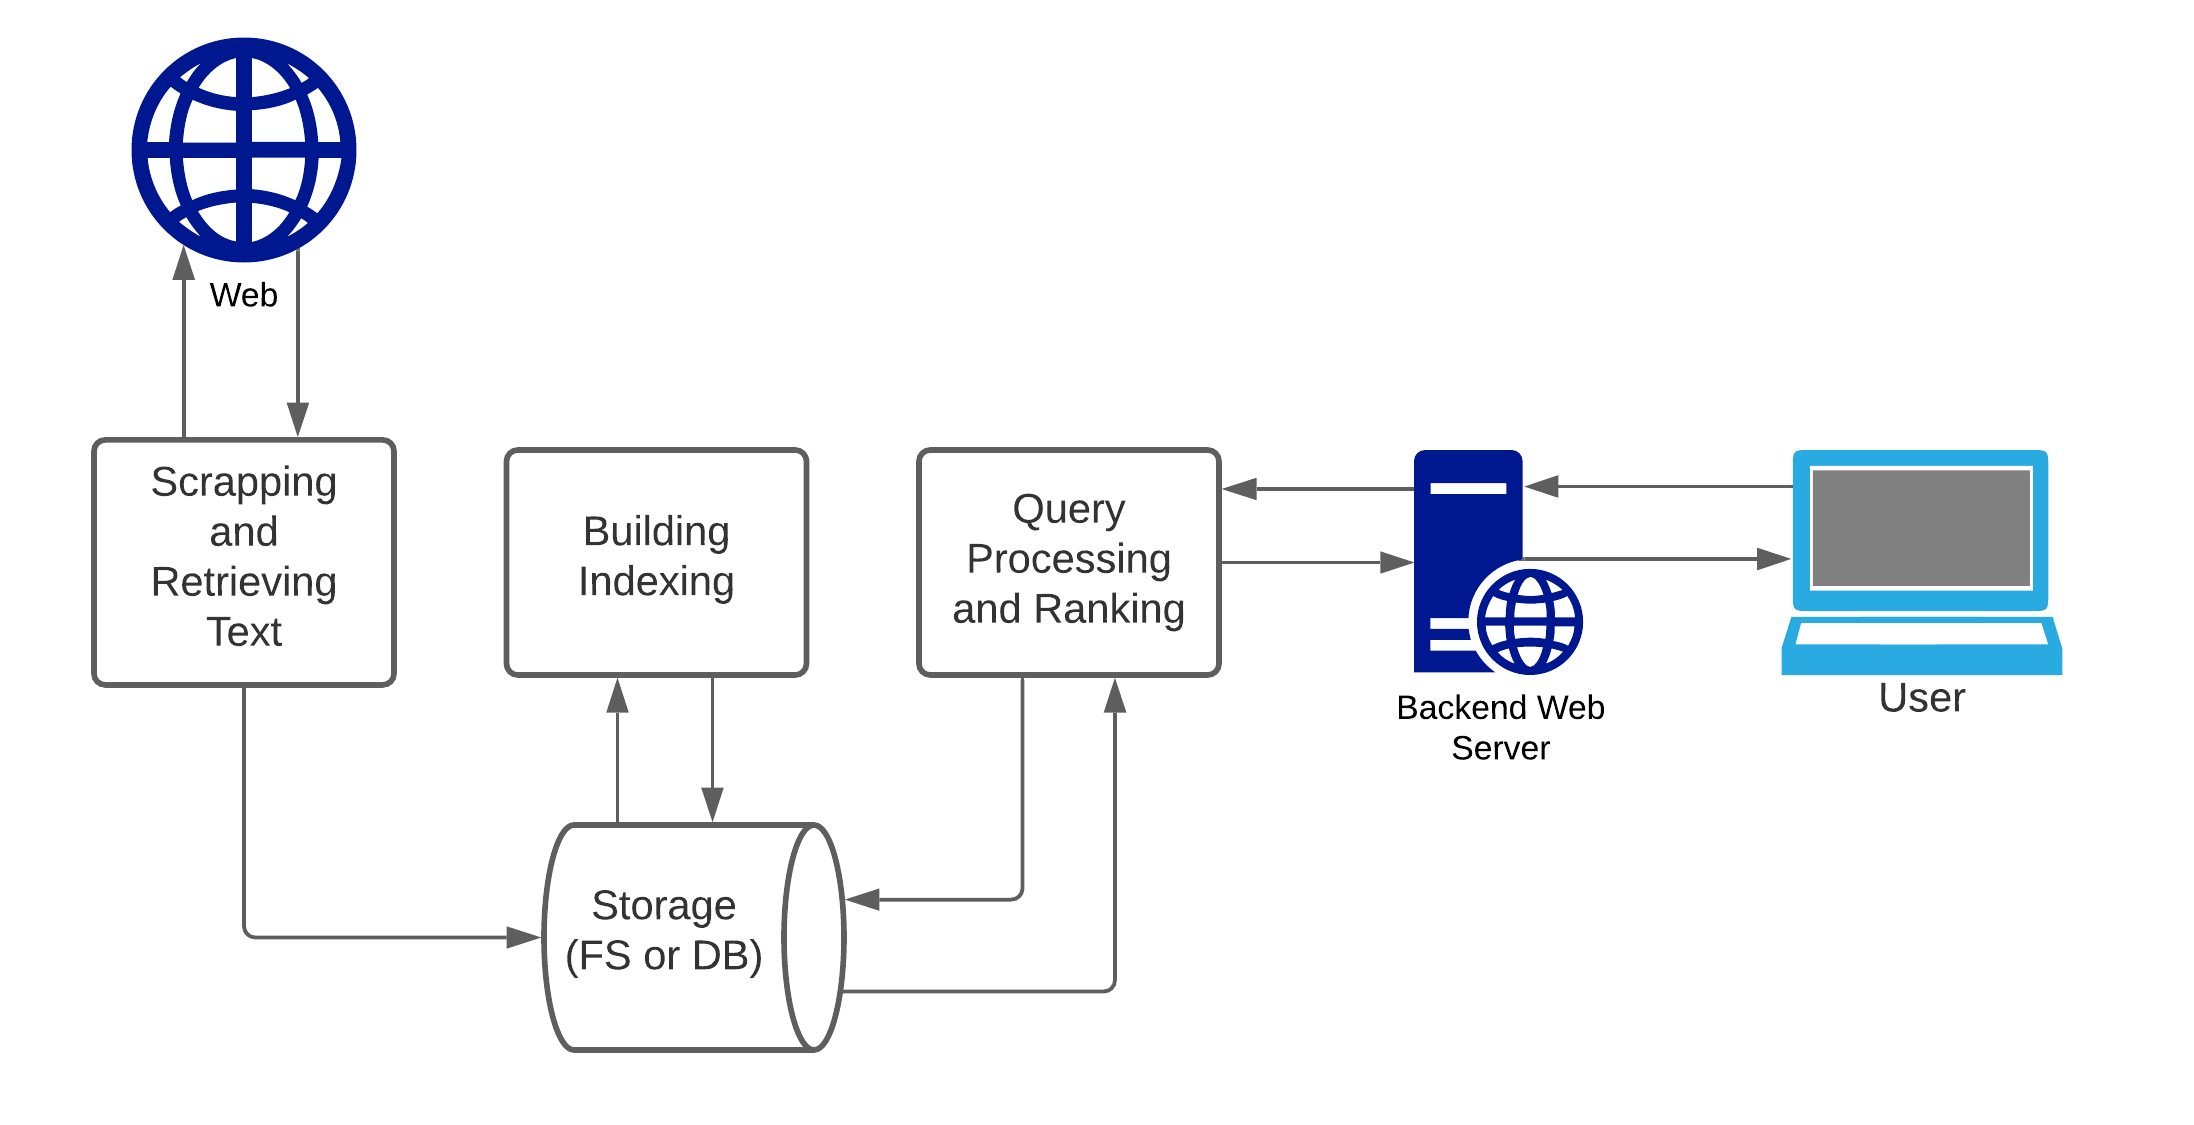 Web
Scrapping
and
Retrieving
Text
Building
Indexing
Query
Processing
and Ranking
Backend Web
Server
User
Storage
(FS or DB)